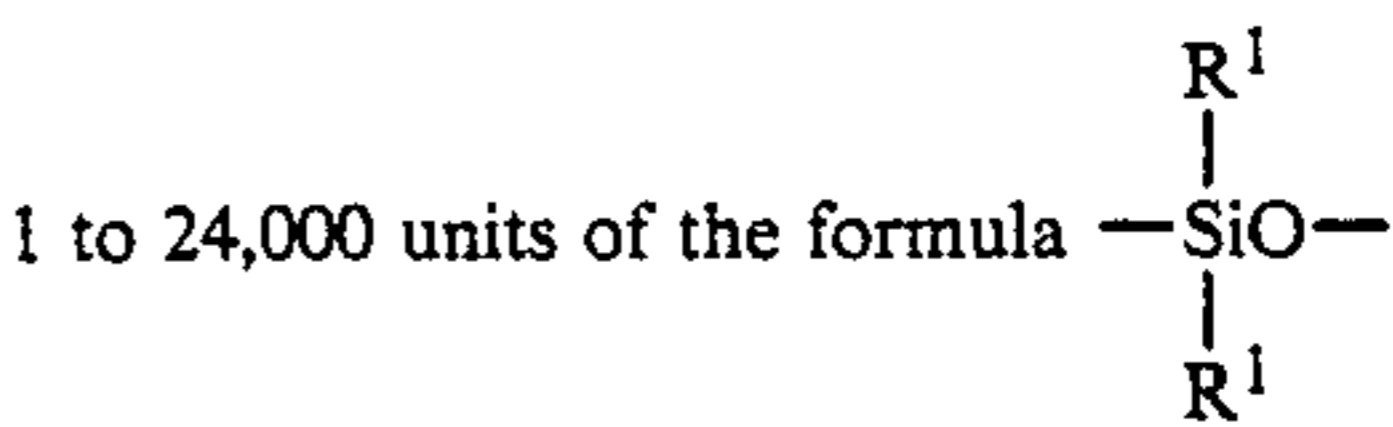 R¹
1 to 24,000 units of the formula —SiO—
R¹